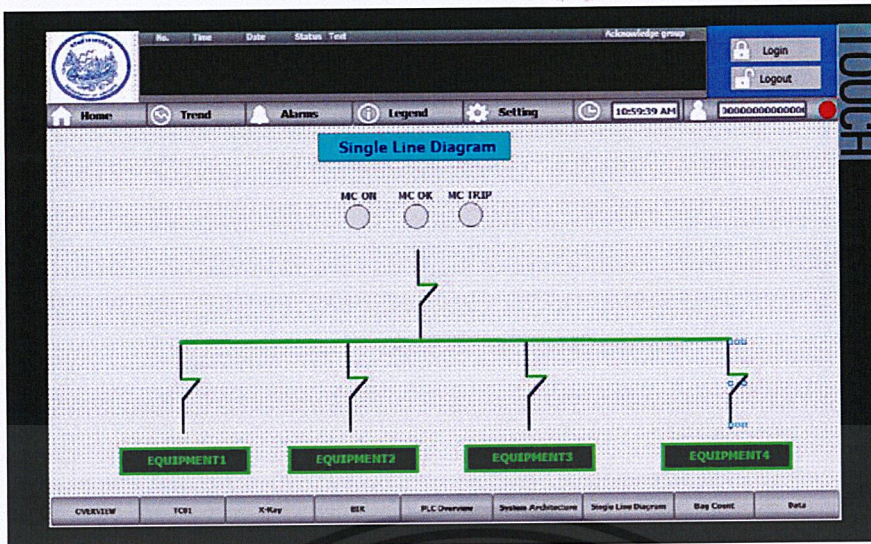 No. Time Date Status Text Acknowledge group
Login
Logout
Home Trend Alarms Legend Setting 10:59:39 AM
TOUCH
Single Line Diagram
MC ON MC OK MC TRIP
EQUIPMENT1 EQUIPMENT2 EQUIPMENT3 EQUIPMENT4
OVERVIEW TC01 X-Key BIK PLC Overview System Architecture Single Line Diagram Bag Count Data